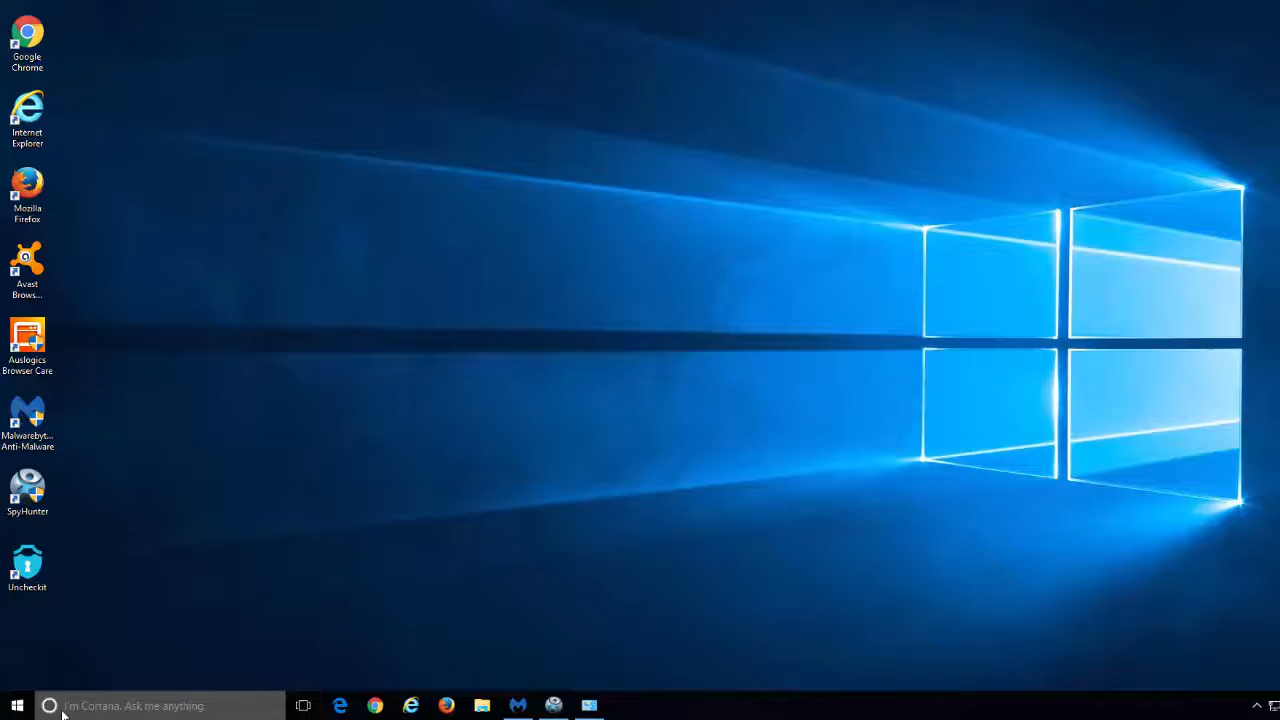 Google
Chrome
Internet
Explorer
Mozilla
Firefox
Avast
Brows...
Auslogics
Browser Care
Malwarebyt...
Anti-Malware
SpyHunter
Uncheckit
I'm Cortana. Ask me anything.